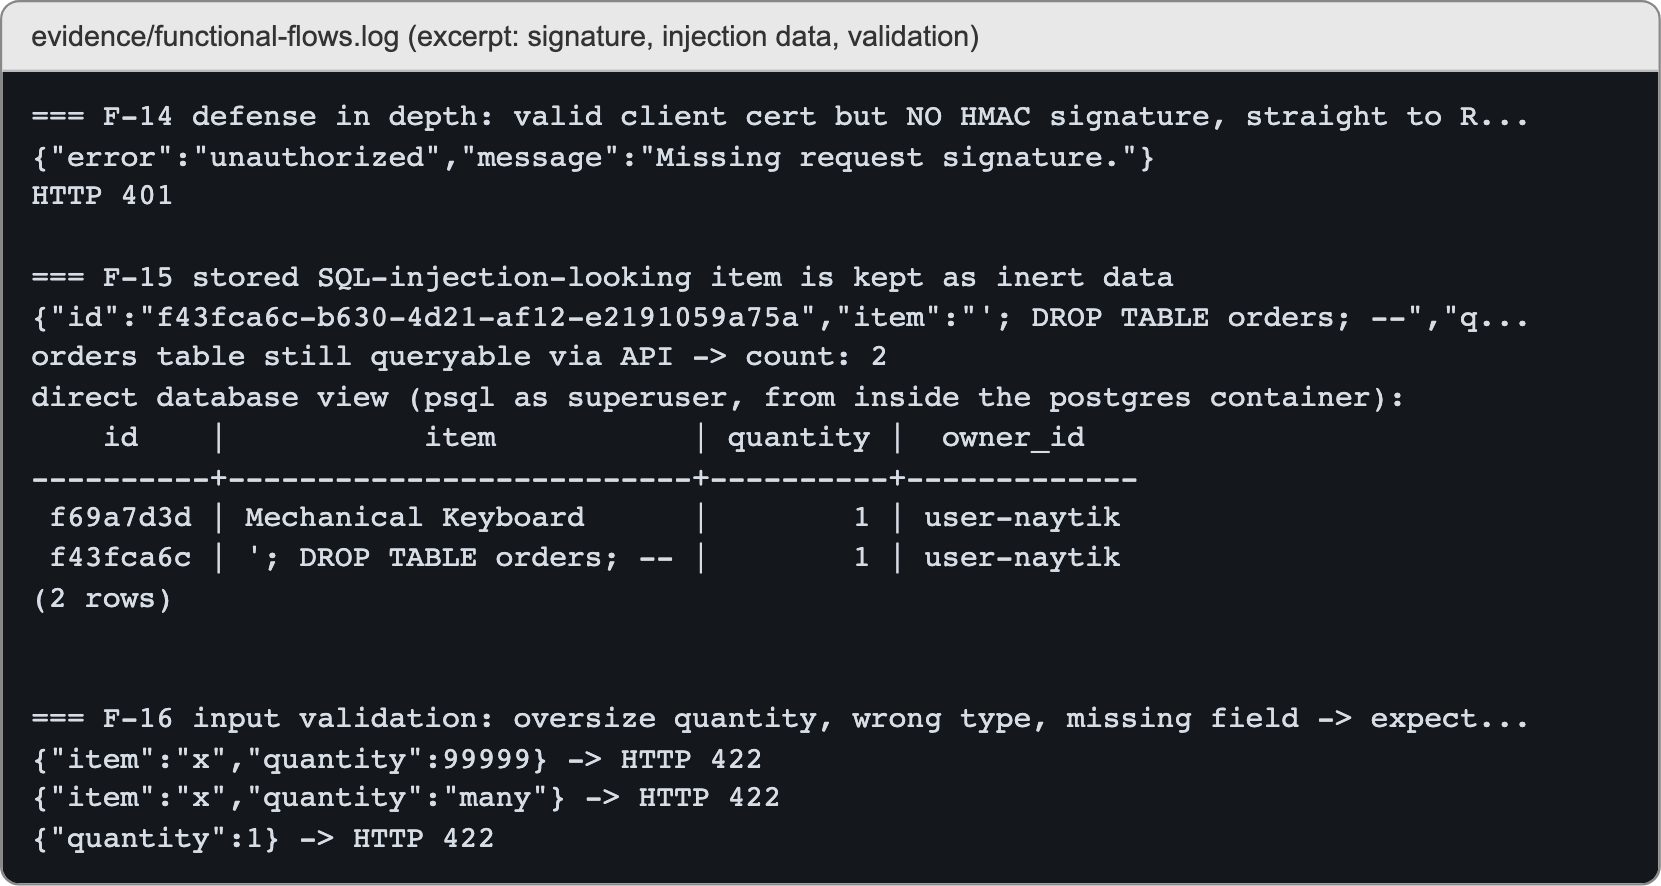 evidence/functional-flows.log (excerpt: signature, injection data, validation)
=== F-14 defense in depth: valid client cert but NO HMAC signature, straight to R...
{"error":"unauthorized","message":"Missing request signature."}
HTTP 401
=== F-15 stored SQL-injection-looking item is kept as inert data
{"id":"f43fca6c-b630-4d21-af12-e2191059a75a","item":"'; DROP TABLE orders; --","q...
orders table still queryable via API -> count: 2
direct database view (psql as superuser, from inside the postgres container):
    id    |           item           | quantity |  owner_id
----------+--------------------------+----------+-------------
 f69a7d3d | Mechanical Keyboard      |        1 | user-naytik
 f43fca6c | '; DROP TABLE orders; -- |        1 | user-naytik
(2 rows)
=== F-16 input validation: oversize quantity, wrong type, missing field -> expect...
{"item":"x","quantity":99999} -> HTTP 422
{"item":"x","quantity":"many"} -> HTTP 422
{"quantity":1} -> HTTP 422